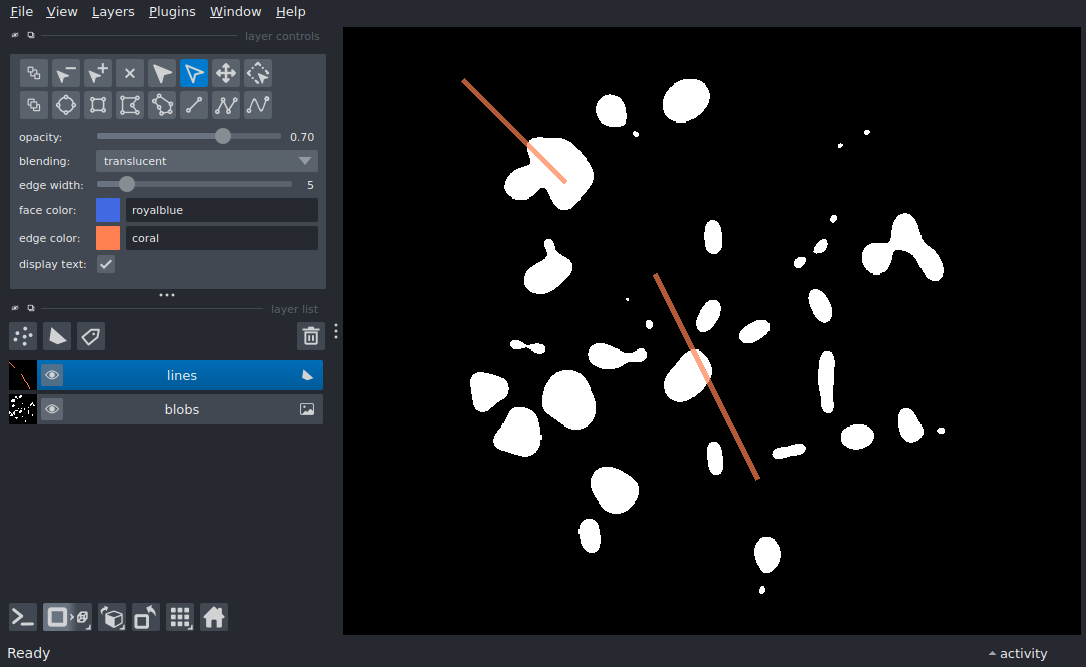 File View Layers Plugins Window Help
layer controls
opacity: 0.70
blending: translucent
edge width: 5
face color: royalblue
edge color: coral
display text:
layer list
lines
blobs
Ready
activity